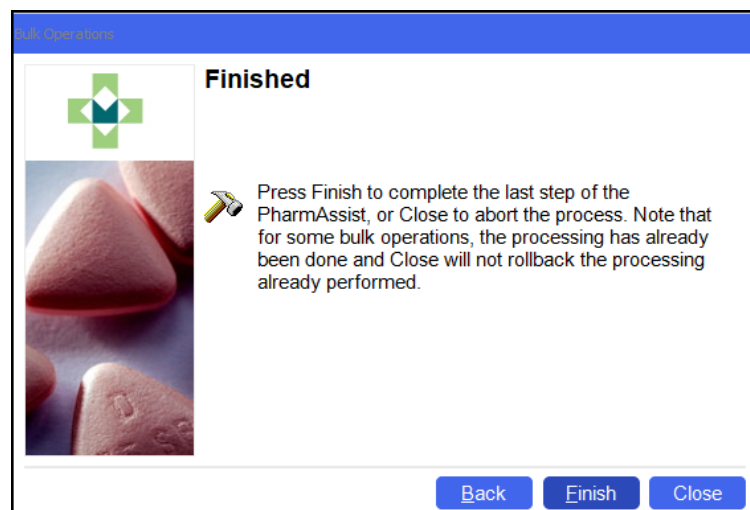 Bulk Operations
Finished
Press Finish to complete the last step of the
PharmAssist, or Close to abort the process. Note that
for some bulk operations, the processing has already
been done and Close will not rollback the processing
already performed.
Back
Finish
Close